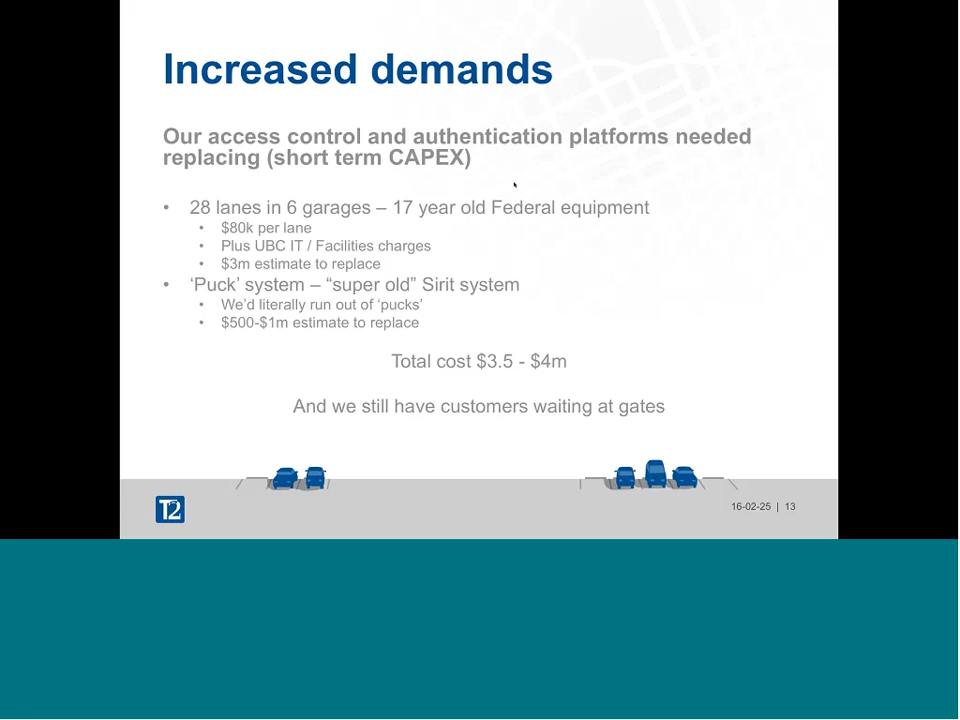 Increased demands
Our access control and authentication platforms needed
replacing (short term CAPEX)
• 28 lanes in 6 garages – 17 year old Federal equipment
• $80k per lane
• Plus UBC IT / Facilities charges
• $3m estimate to replace
• ‘Puck’ system – “super old” Sirit system
• We’d literally run out of ‘pucks’
• $500-$1m estimate to replace
Total cost $3.5 - $4m
And we still have customers waiting at gates
T2
16-02-25 | 13